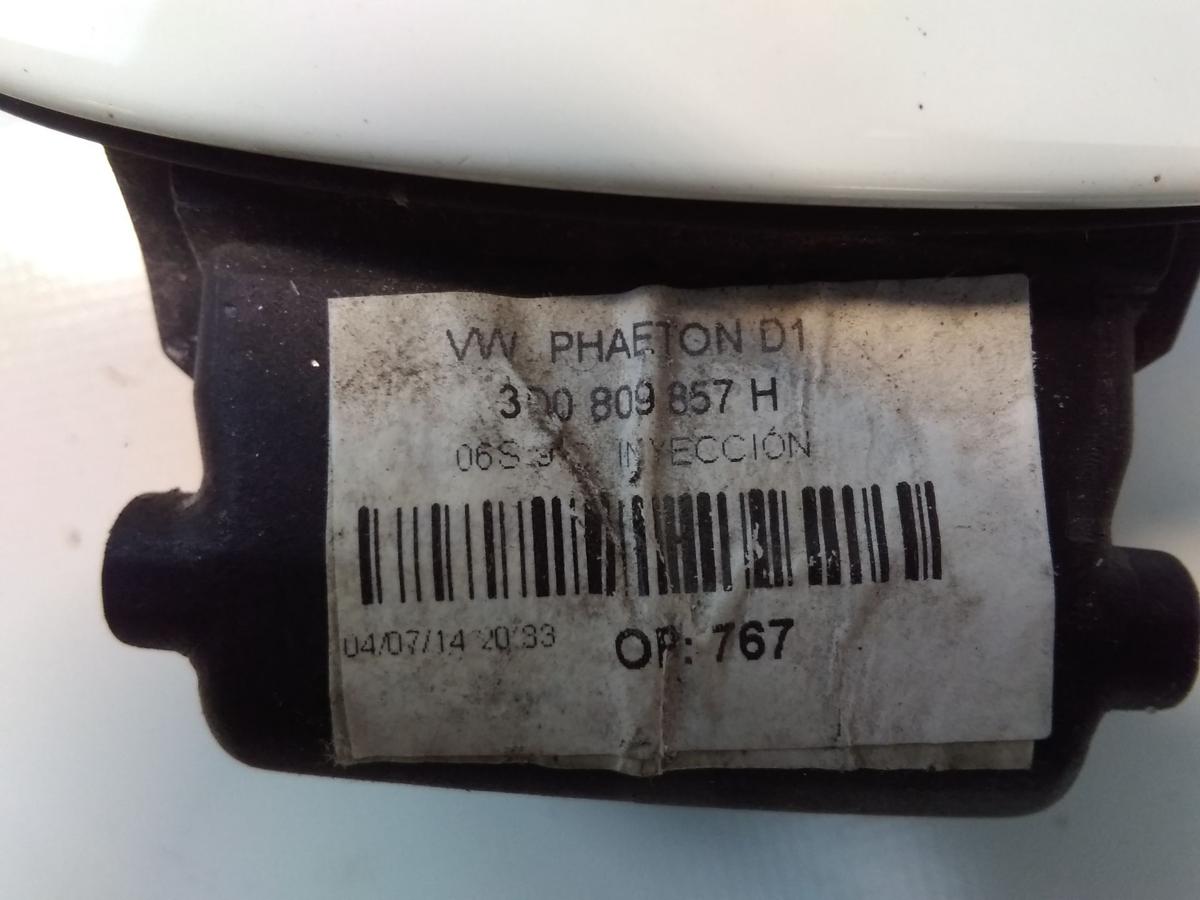 VW PHAETON D1
3D0 809 857 H
INYECCIÓN
04/07/14 20:33 OP: 767